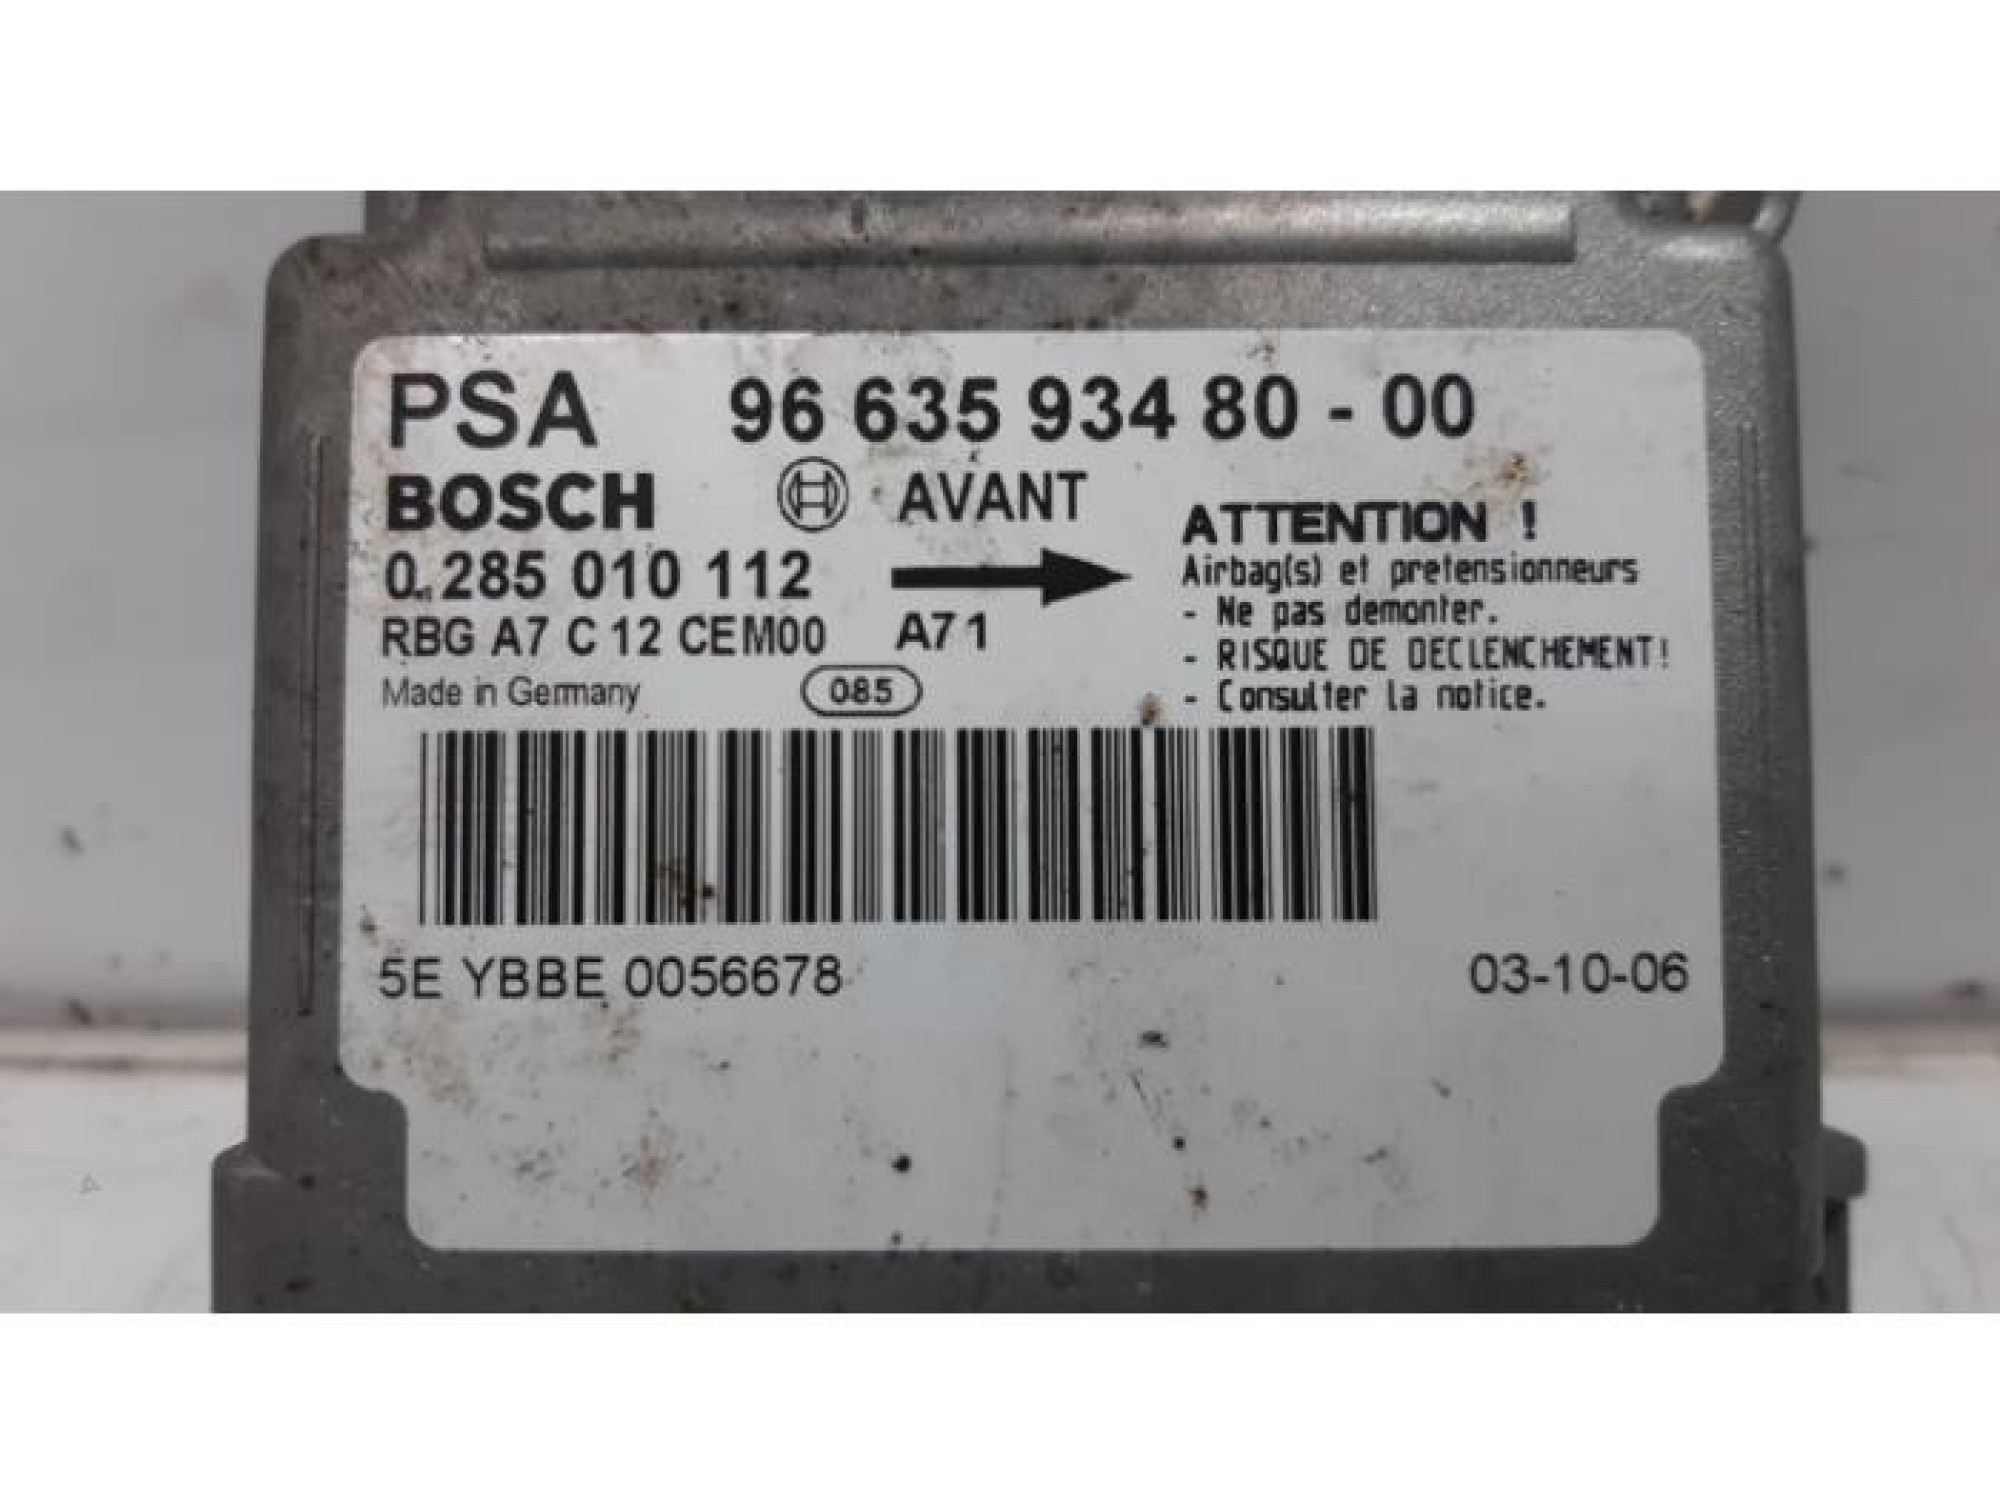 PSA 96 635 934 80 - 00
BOSCH AVANT
0.285 010 112
RBG A7 C 12 CEM00 A71
Made in Germany 085
ATTENTION !
Airbag(s) et pretensionneurs
- Ne pas demonter.
- RISQUE DE DECLENCHEMENT!
- Consulter la notice.
5E YBBE 0056678 03-10-06